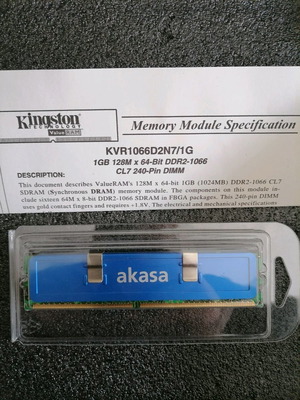 Kingston
TECHNOLOGY
ValueRAM
Memory Module Specification
KVR1066D2N7/1G
1GB 128M x 64-Bit DDR2-1066
CL7 240-Pin DIMM
DESCRIPTION:
This document describes ValueRAM's 128M x 64-bit 1GB (1024MB) DDR2-1066 CL7
SDRAM (Synchronous DRAM) memory module. The components on this module
include sixteen 64M x 8-bit DDR2-1066 SDRAM in FBGA packages. This 240-pin DIMM
uses gold contact fingers and requires +1.8V. The electrical and mechanical specifications
akasa